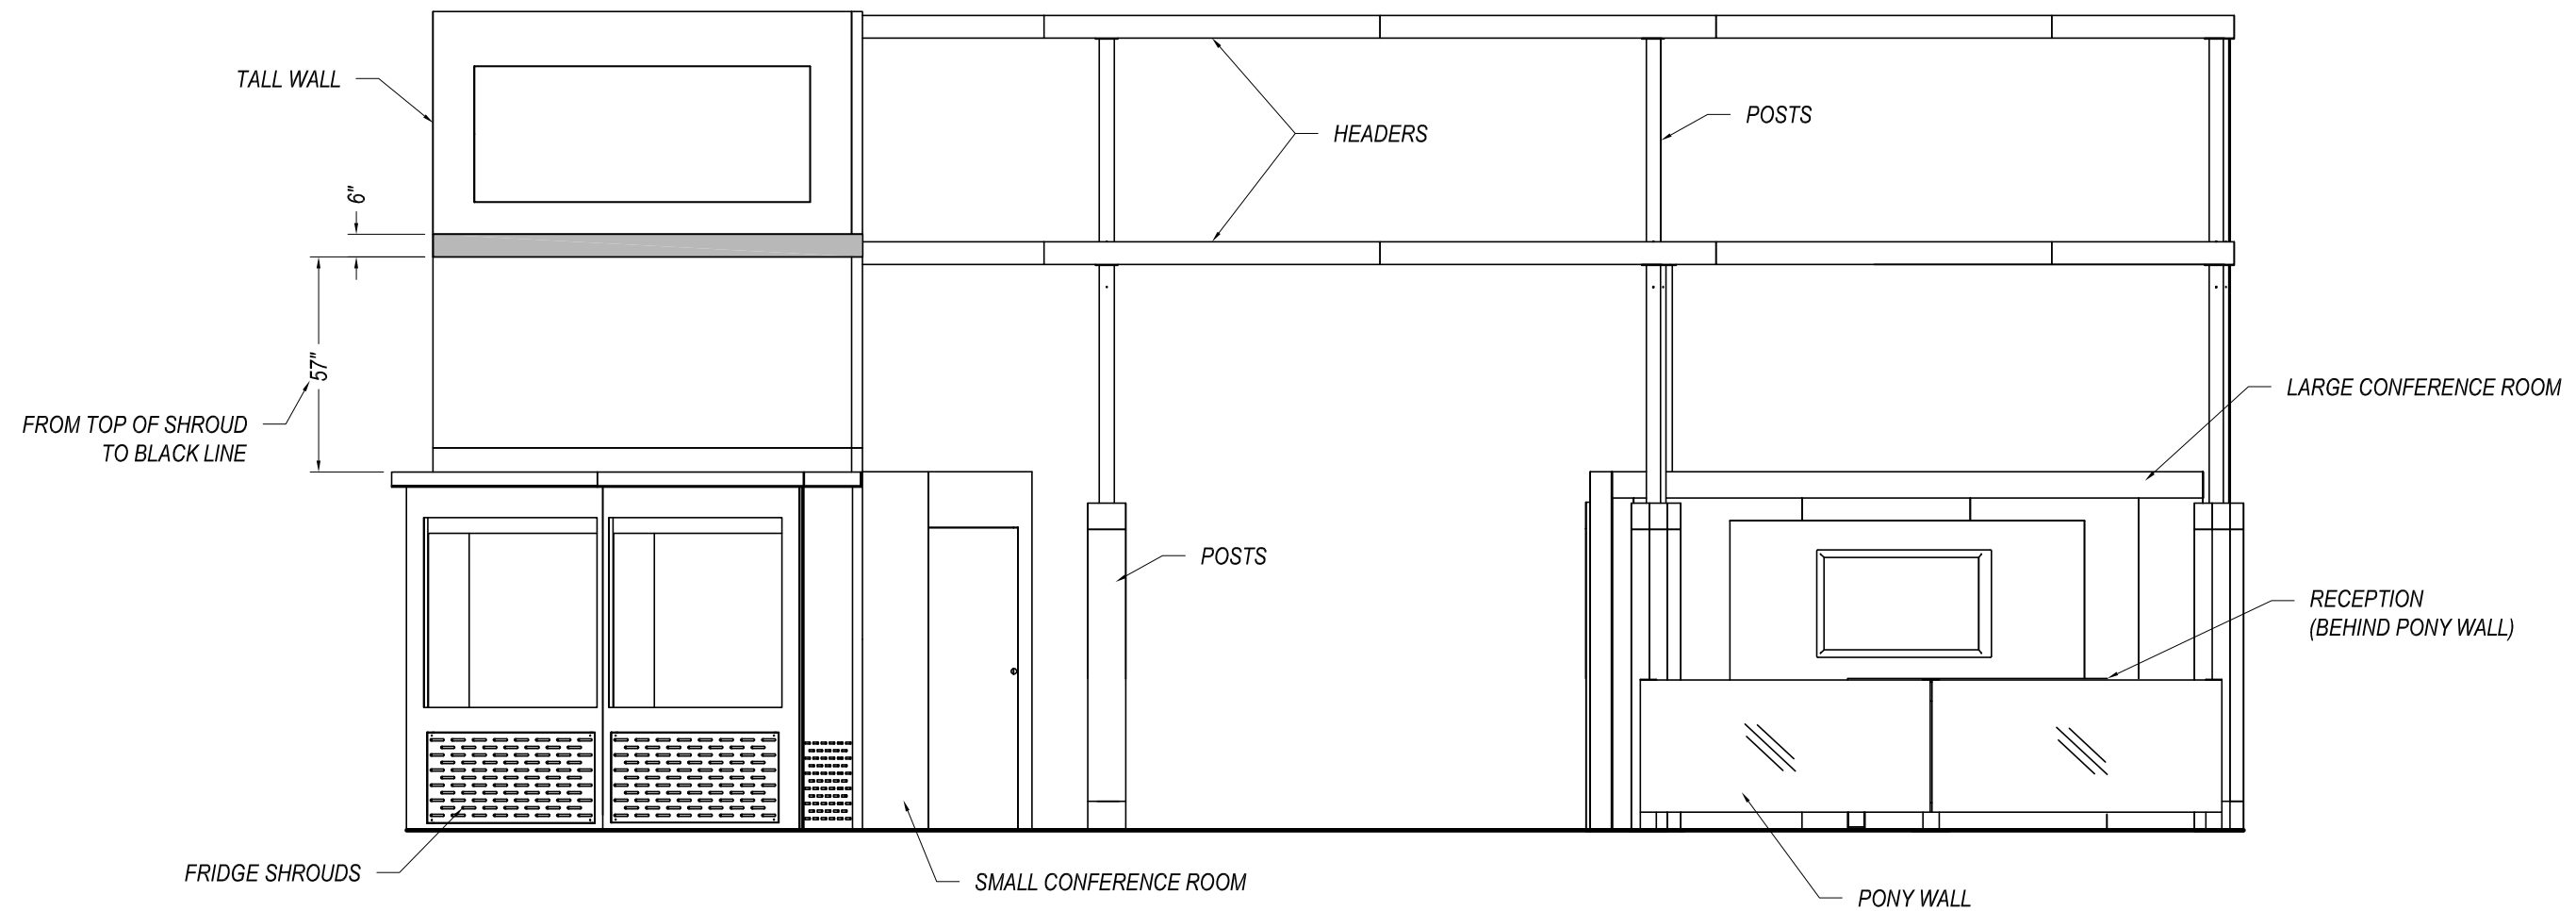 TALL WALL
POSTS
HEADERS
6"
57"
FROM TOP OF SHROUD
TO BLACK LINE
LARGE CONFERENCE ROOM
POSTS
RECEPTION
(BEHIND PONY WALL)
FRIDGE SHROUDS
SMALL CONFERENCE ROOM
PONY WALL